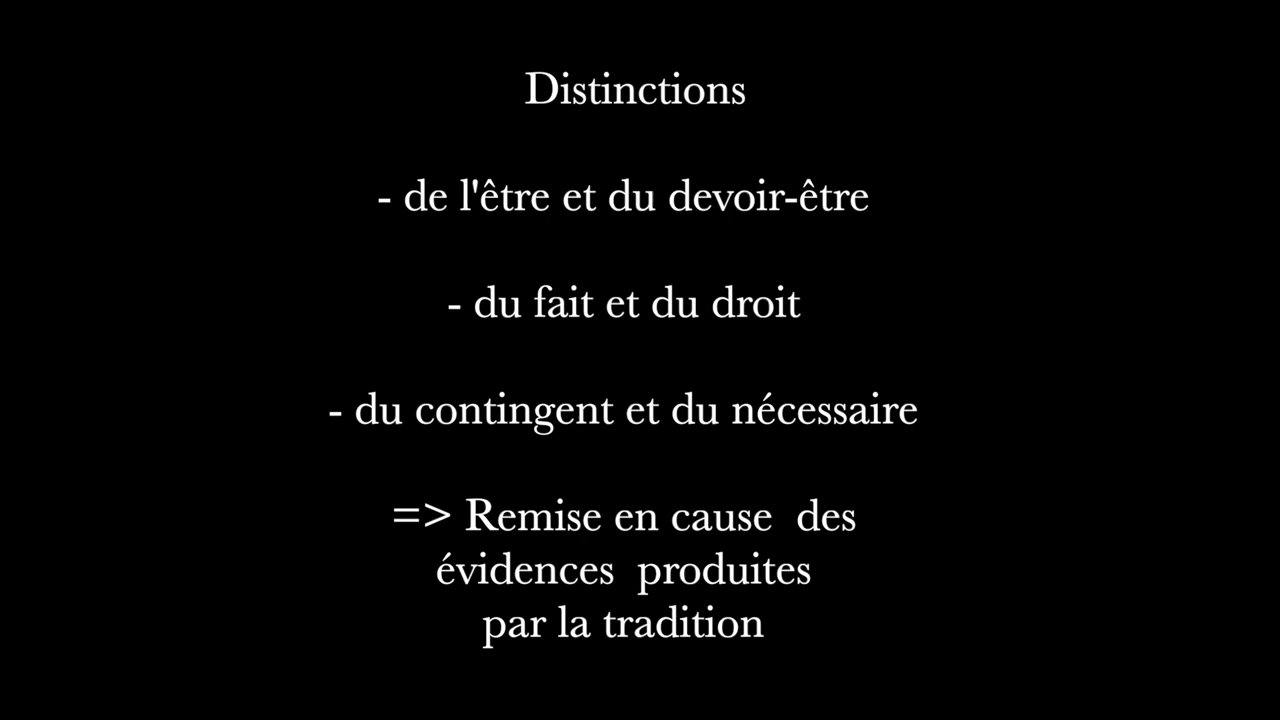 Distinctions
- de l'être et du devoir-être
- du fait et du droit
- du contingent et du nécessaire
=> Remise en cause  des
évidences  produites
par la tradition